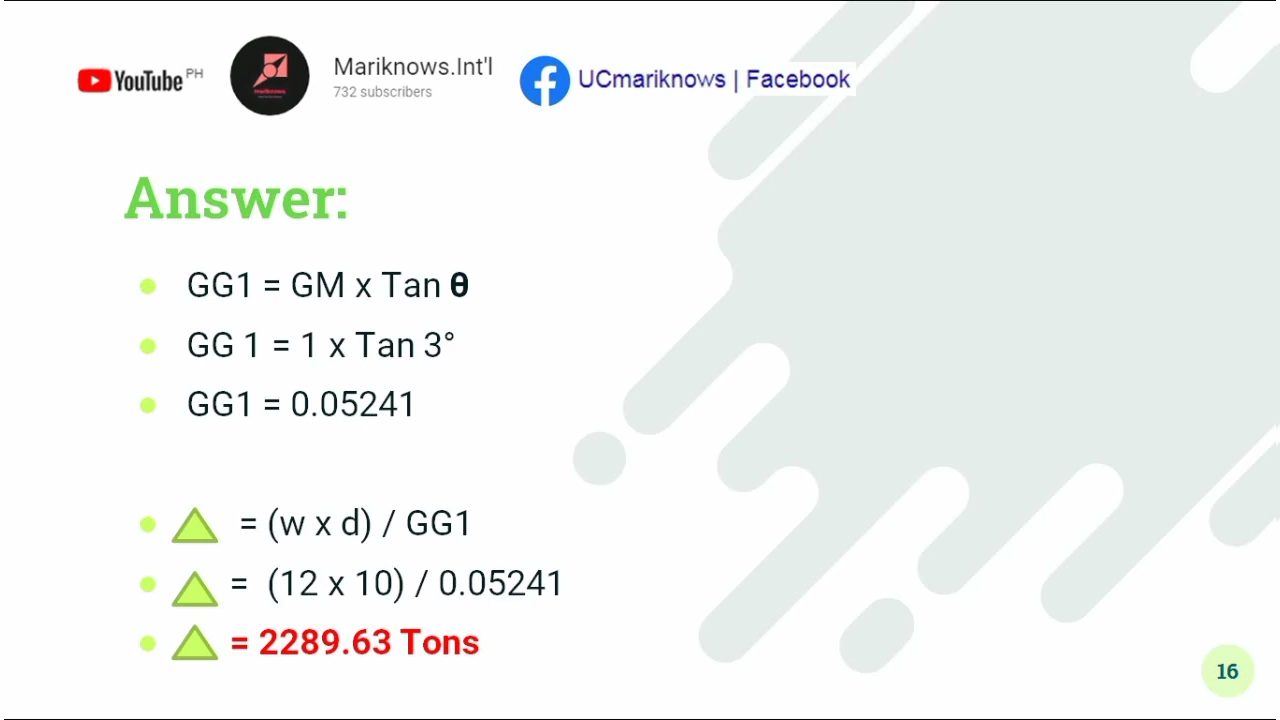 YouTube PH
Mariknows.Int'l
732 subscribers
UCmariknows | Facebook
Answer:
GG1 = GM x Tan θ
GG 1 = 1 x Tan 3°
GG1 = 0.05241
= (w x d) / GG1
= (12 x 10) / 0.05241
= 2289.63 Tons
16